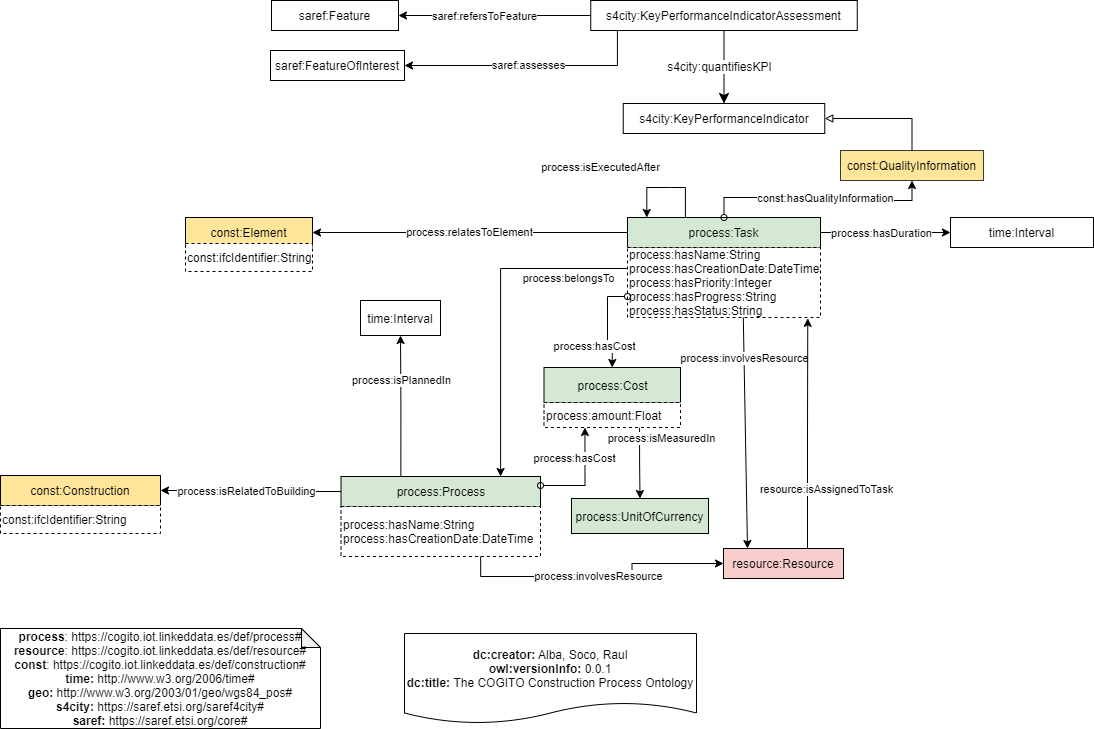 saref:Feature
saref:refersToFeature
s4city:KeyPerformanceIndicatorAssessment
saref:FeatureOfInterest
saref:assesses
s4city:quantifiesKPI
s4city:KeyPerformanceIndicator
process:isExecutedAfter
const:QualityInformation
const:hasQualityInformation
const:Element
const:ifcIdentifier:String
process:relatesToElement
process:Task
process:hasName:String
process:hasCreationDate:DateTime
process:hasPriority:Integer
process:hasProgress:String
process:hasStatus:String
process:hasDuration
time:Interval
process:belongsTo
time:Interval
process:hasCost
process:involvesResource
process:isPlannedIn
process:Cost
process:amount:Float
process:isMeasuredIn
process:hasCost
const:Construction
const:ifcIdentifier:String
process:isRelatedToBuilding
process:Process
process:hasName:String
process:hasCreationDate:DateTime
resource:isAssignedToTask
process:UnitOfCurrency
resource:Resource
process:involvesResource
process: https://cogito.iot.linkeddata.es/def/process#
resource: https://cogito.iot.linkeddata.es/def/resource#
const: https://cogito.iot.linkeddata.es/def/construction#
time: http://www.w3.org/2006/time#
geo: http://www.w3.org/2003/01/geo/wgs84_pos#
s4city: https://saref.etsi.org/saref4city#
saref: https://saref.etsi.org/core#
dc:creator: Alba, Soco, Raul
owl:versionInfo: 0.0.1
dc:title: The COGITO Construction Process Ontology